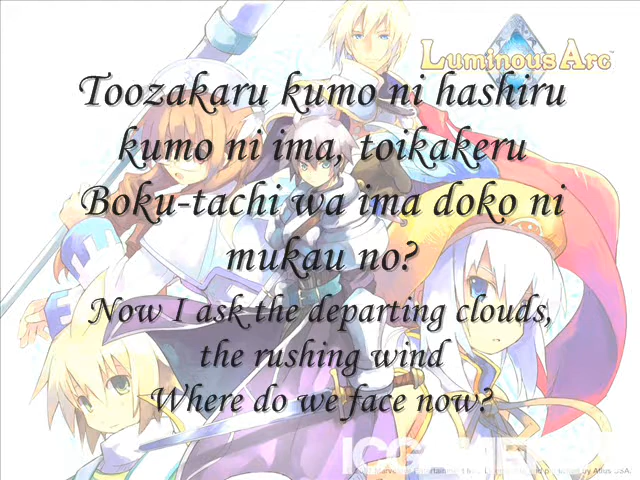 Luminous Arc™
Toozakaru kumo ni hashiru
kumo ni ima, toikakeru
Boku-tachi wa ima doko ni
mukau no?
Now I ask the departing clouds,
the rushing wind
Where do we face now?